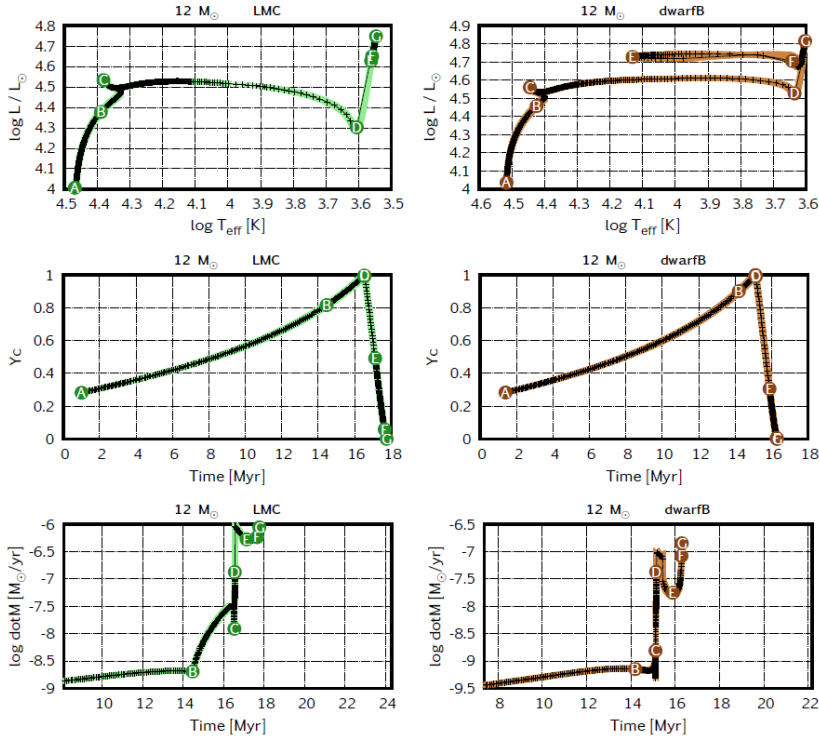 12 M⊙ LMC
log L / L⊙
4.8
4.7
4.6
4.5
4.4
4.3
4.2
4.1
4
G
E
C
B
D
A
4.5 4.4 4.3 4.2 4.1 4 3.9 3.8 3.7 3.6 3.5
log Teff [K]
12 M⊙ dwarfB
log L / L⊙
4.9
4.8
4.7
4.6
4.5
4.4
4.3
4.2
4.1
4
G
E
F
C
D
B
A
4.6 4.5 4.4 4.3 4.2 4.1 4 3.9 3.8 3.7 3.6
log Teff [K]
12 M⊙ LMC
Yc
1
0.8
0.6
0.4
0.2
0
D
B
E
A
F
G
0 2 4 6 8 10 12 14 16 18
Time [Myr]
12 M⊙ dwarfB
Yc
1
0.8
0.6
0.4
0.2
0
D
B
E
A
G
0 2 4 6 8 10 12 14 16 18
Time [Myr]
12 M⊙ LMC
log dotM [M⊙/yr]
-6
-6.5
-7
-7.5
-8
-8.5
-9
G
E
F
D
C
B
10 12 14 16 18 20 22 24
Time [Myr]
12 M⊙ dwarfB
log dotM [M⊙/yr]
-6.5
-7
-7.5
-8
-8.5
-9
-9.5
G
F
D
E
C
B
8 10 12 14 16 18 20 22
Time [Myr]